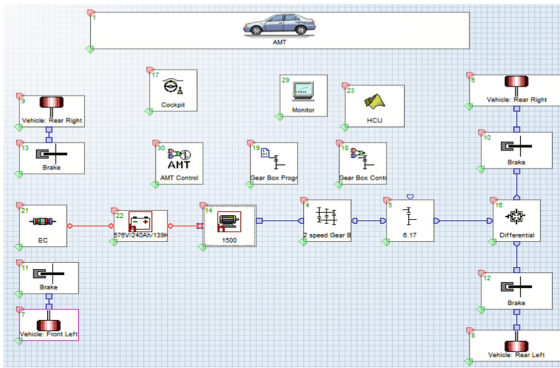 1
AMT
17
Cockpit
29
Monitor
23
HCU
9
Vehicle: Rear Right
Vehicle: Rear Right
13
Brake
30
AMT
AMT Control
19
Gear Box Progr
18
Gear Box Contr
10
Brake
21
EC
22
576V/240Ah/139K
14
1500
4
2 speed Gear B
5
6.17
16
Differential
11
Brake
12
Brake
7
Vehicle: Front Left
8
Vehicle: Rear Left